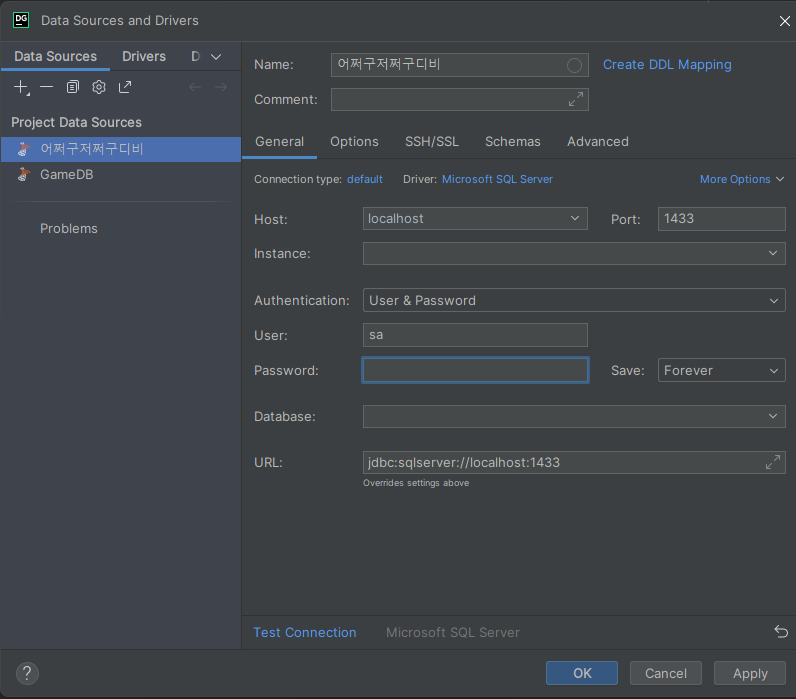 DG Data Sources and Drivers
Data Sources Drivers D
Project Data Sources
어쩌구저쩌구디비
GameDB
Problems
Name: 어쩌구저쩌구디비 Create DDL Mapping
Comment:
General Options SSH/SSL Schemas Advanced
Connection type: default Driver: Microsoft SQL Server More Options
Host: localhost Port: 1433
Instance:
Authentication: User & Password
User: sa
Password: Save: Forever
Database:
URL: jdbc:sqlserver://localhost:1433
Overrides settings above
Test Connection Microsoft SQL Server
? OK Cancel Apply